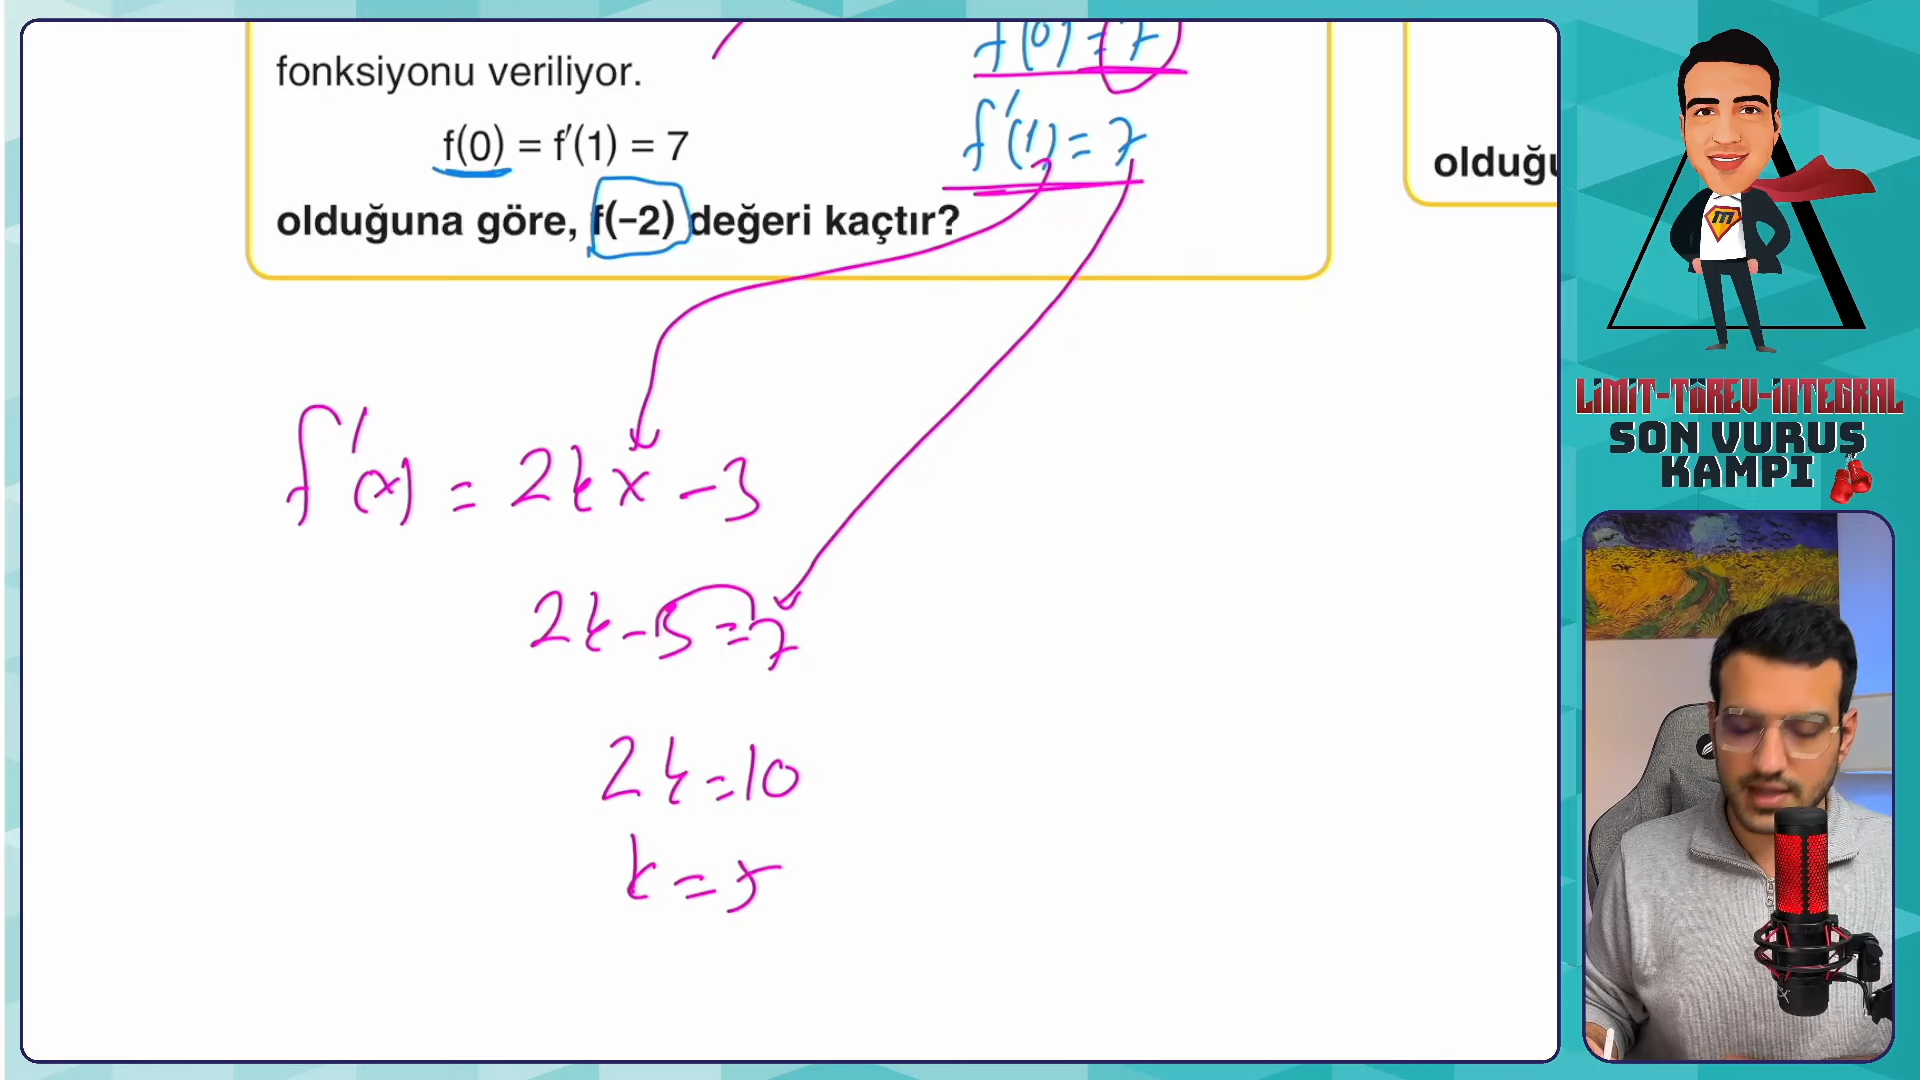 f(0) = 7
fonksiyonu veriliyor.
f'(1) = 7
f(0) = f'(1) = 7
olduğuna göre, f(-2) değeri kaçtır?
olduğu
f'(x) = 2kx - 3
2k - 3 = 7
2k = 10
k = 5
m
LİMİT-TÜREV-İNTEGRAL
SON VURUŞ
KAMPI